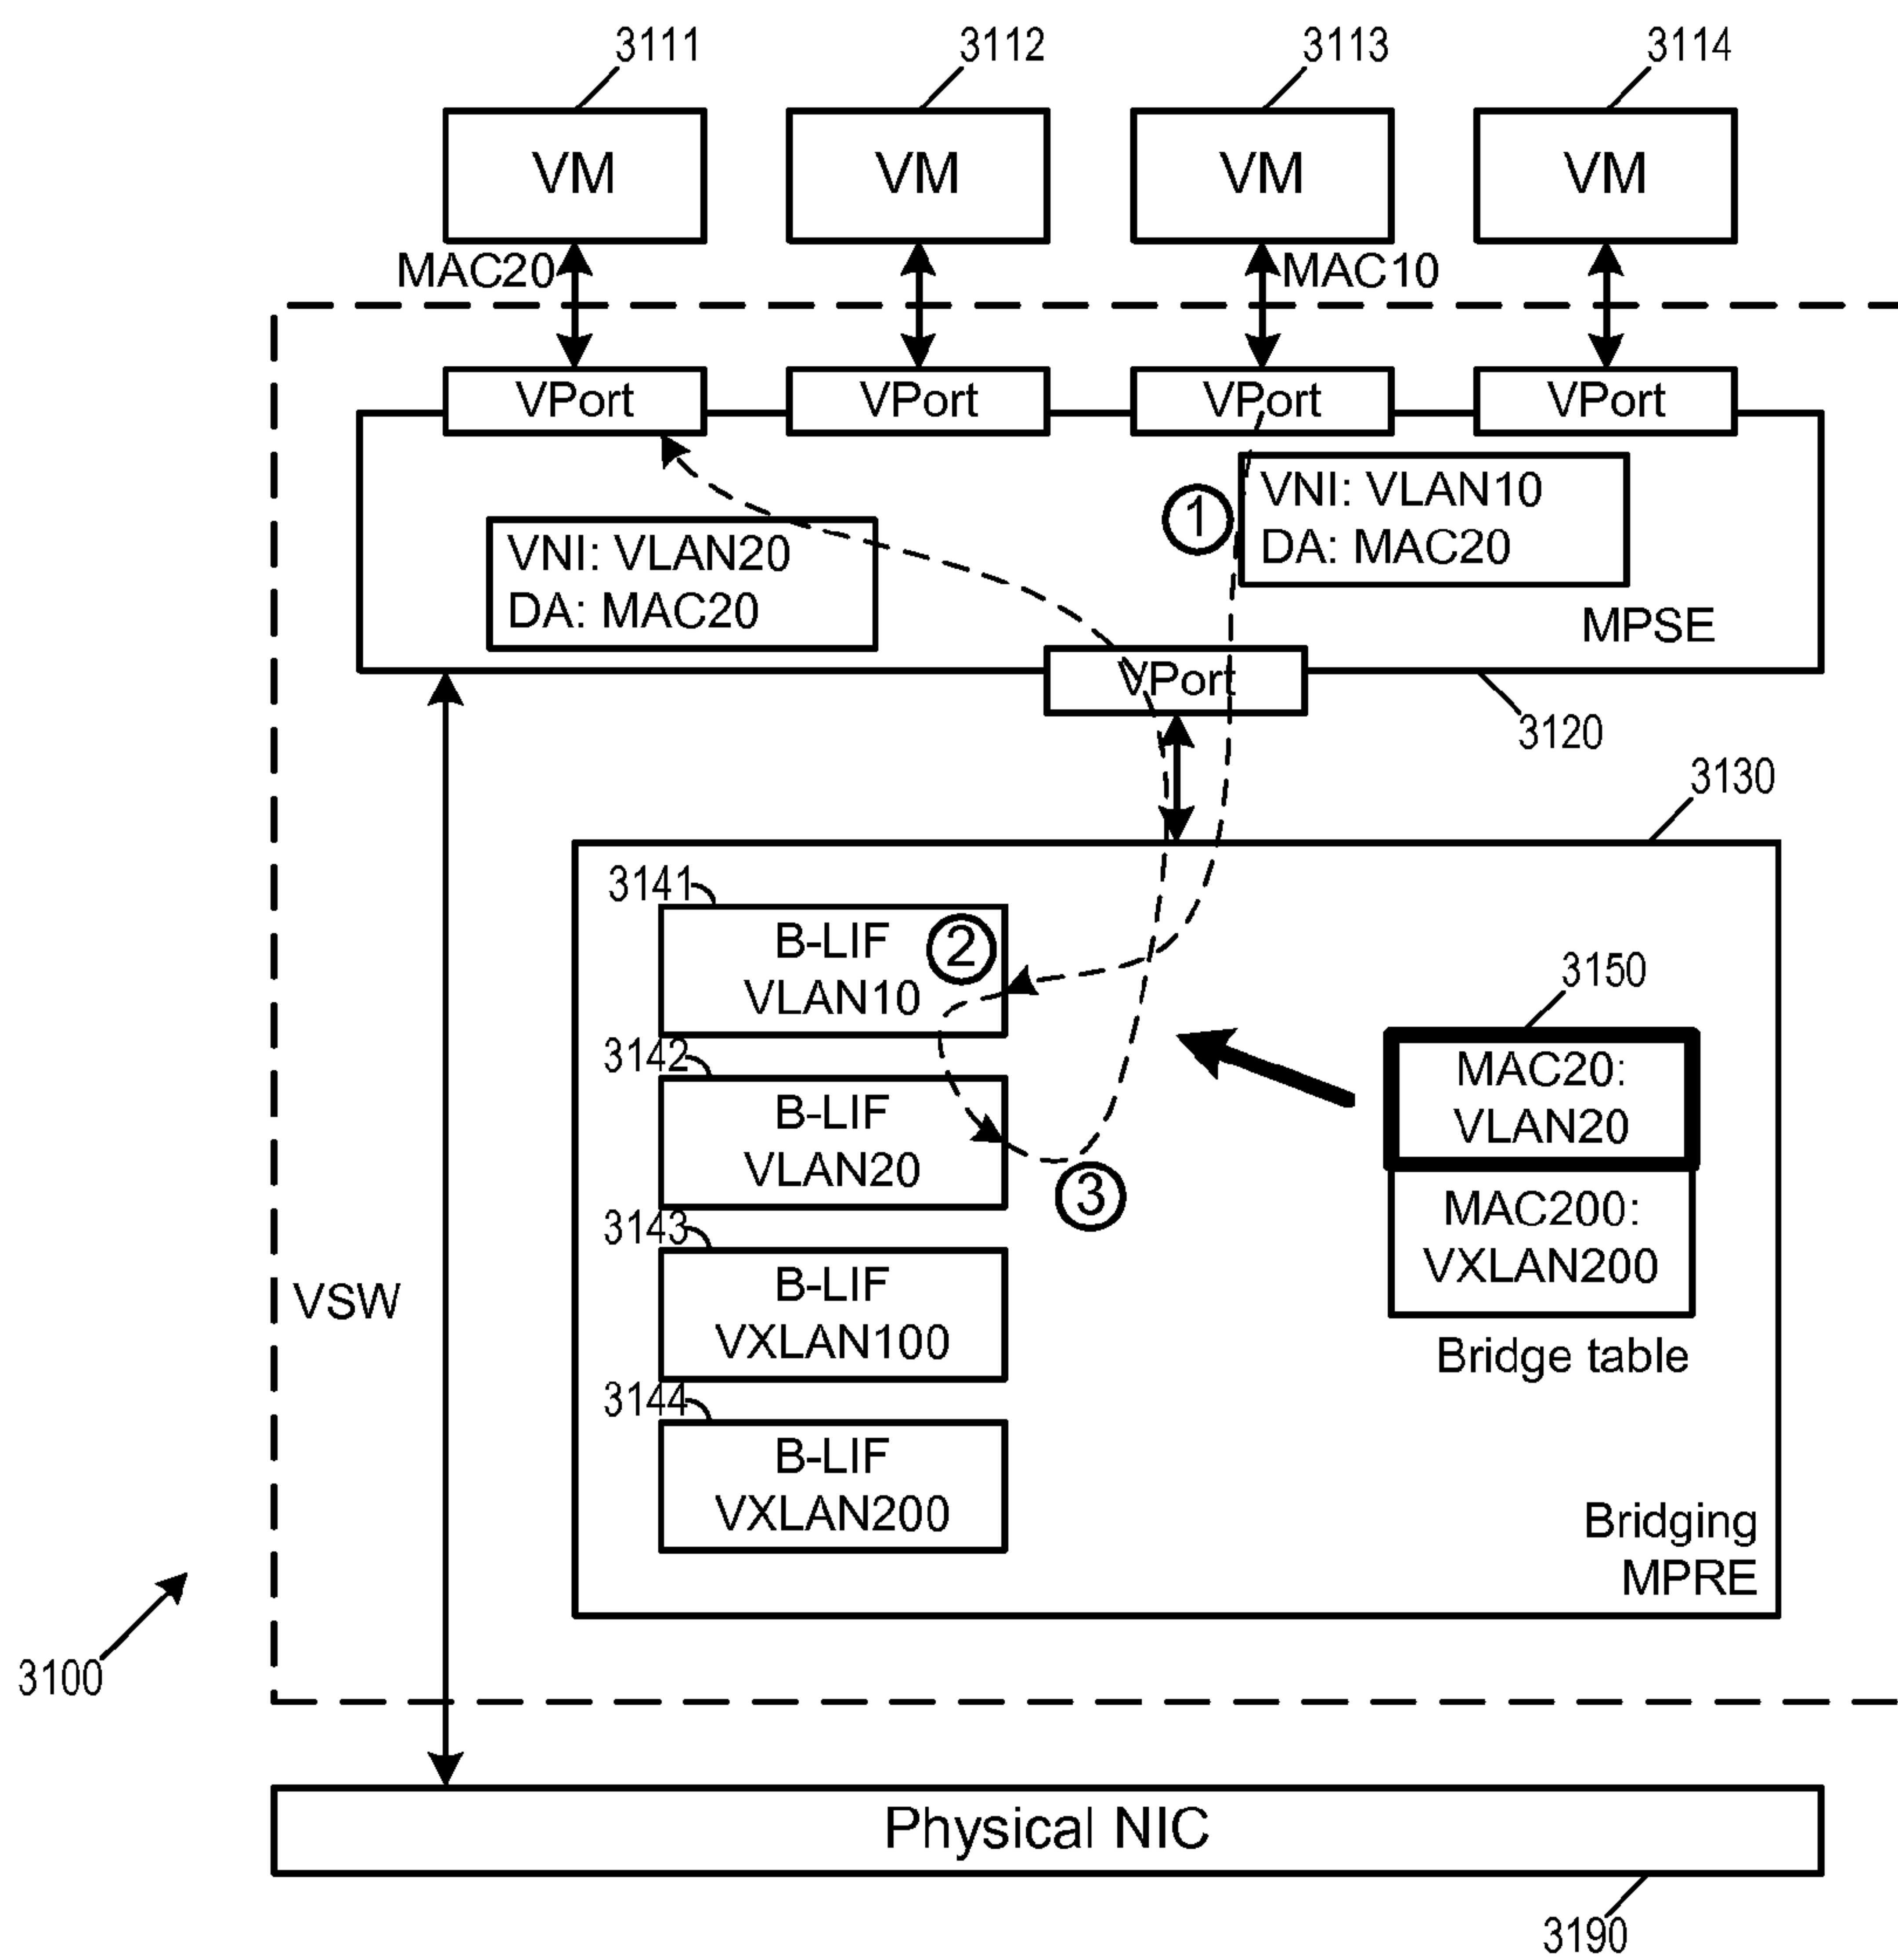 3111
3112
3113
3114
VM
VM
VM
VM
MAC20
MAC10
VPort
VPort
VPort
VPort
1
VNI: VLAN10
DA: MAC20
VNI: VLAN20
DA: MAC20
MPSE
VPort
3120
3130
3141
B-LIF
VLAN10
2
3150
MAC20:
VLAN20
3142
B-LIF
VLAN20
3
MAC200:
VXLAN200
Bridge table
3143
B-LIF
VXLAN100
VSW
3144
B-LIF
VXLAN200
Bridging
MPRE
3100
Physical NIC
3190